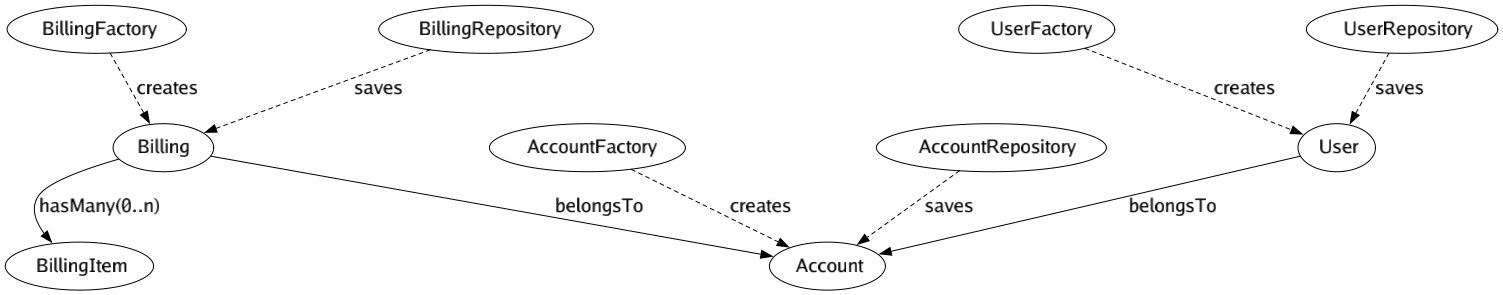 BillingFactory
BillingRepository
UserFactory
UserRepository
creates
saves
creates
saves
Billing
AccountFactory
AccountRepository
User
hasMany(0..n)
belongsTo
creates
saves
belongsTo
BillingItem
Account